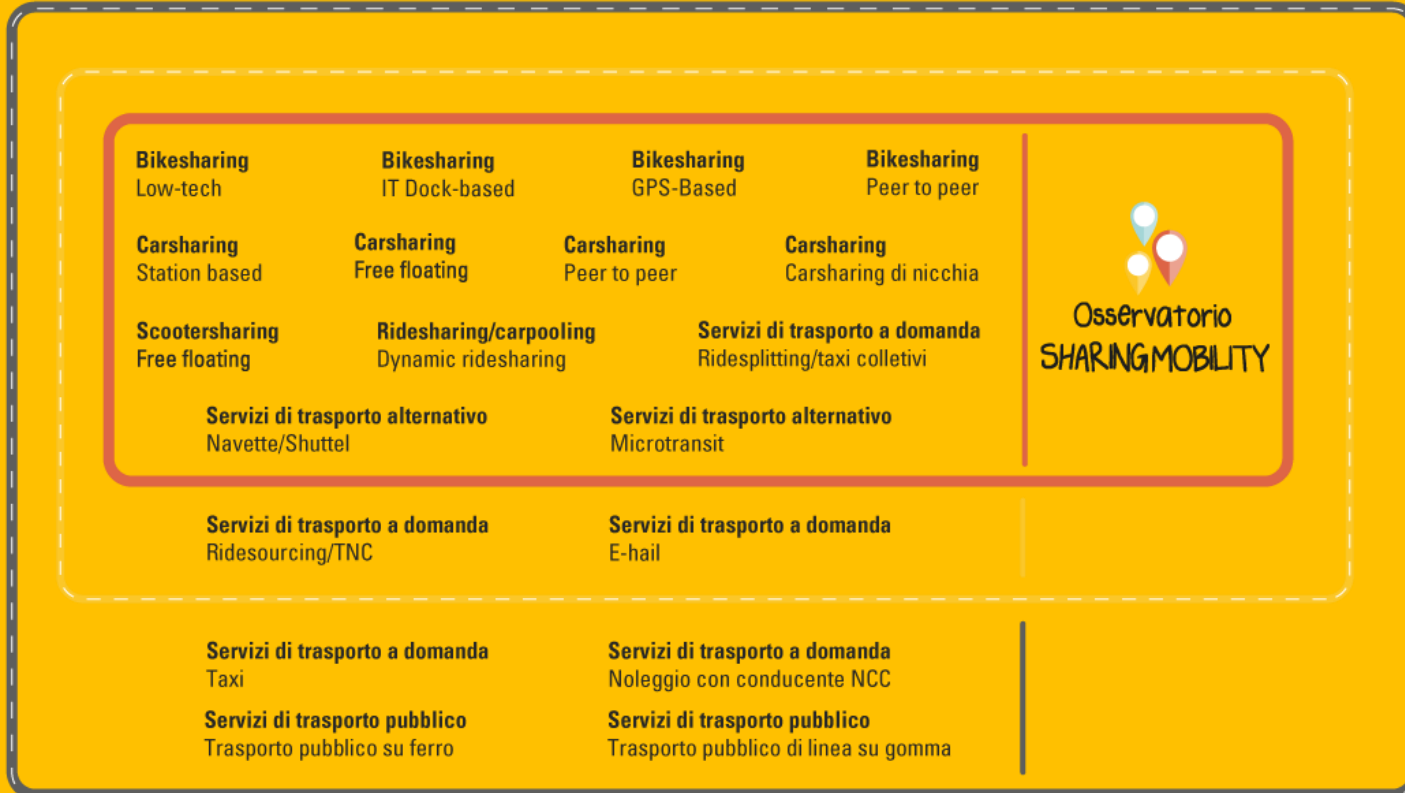 Bikesharing
Low-tech
Bikesharing
IT Dock-based
Bikesharing
GPS-Based
Bikesharing
Peer to peer
Carsharing
Station based
Carsharing
Free floating
Carsharing
Peer to peer
Carsharing
Carsharing di nicchia
Scootersharing
Free floating
Ridesharing/carpooling
Dynamic ridesharing
Servizi di trasporto a domanda
Ridesplitting/taxi colletivi
Servizi di trasporto alternativo
Navette/Shuttel
Servizi di trasporto alternativo
Microtransit
Osservatorio
SHARING MOBILITY
Servizi di trasporto a domanda
Ridesourcing/TNC
Servizi di trasporto a domanda
E-hail
Servizi di trasporto a domanda
Taxi
Servizi di trasporto a domanda
Noleggio con conducente NCC
Servizi di trasporto pubblico
Trasporto pubblico su ferro
Servizi di trasporto pubblico
Trasporto pubblico di linea su gomma